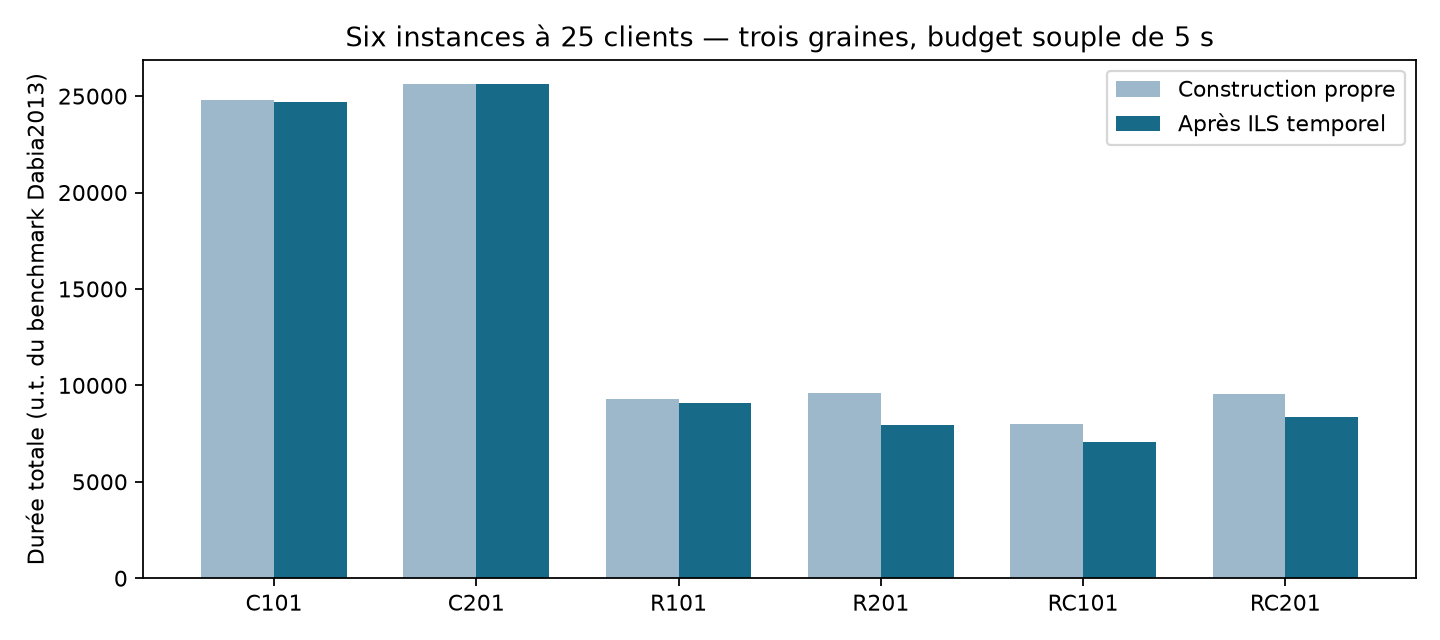 Six instances à 25 clients — trois graines, budget souple de 5 s
Durée totale (u.t. du benchmark Dabia2013)
25000
20000
15000
10000
5000
0
Construction propre
Après ILS temporel
C101
C201
R101
R201
RC101
RC201